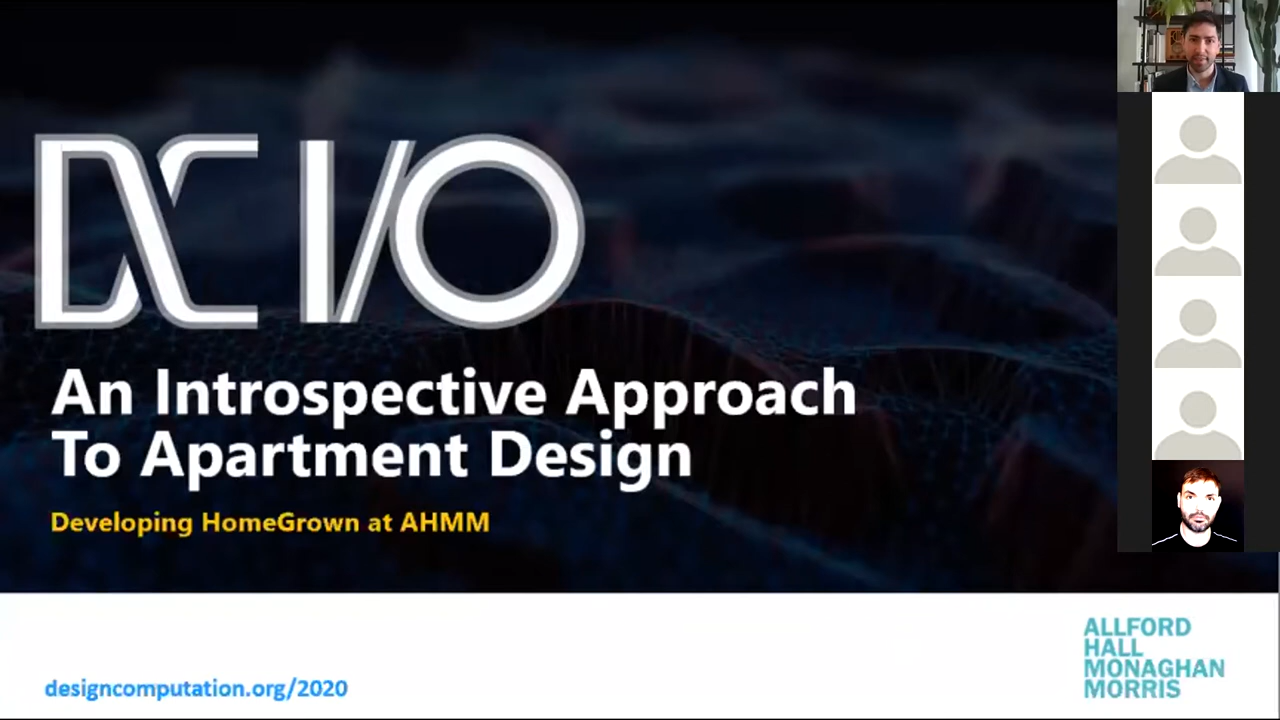 DC I/O
An Introspective Approach
To Apartment Design
Developing HomeGrown at AHMM
designcomputation.org/2020
ALLFORD
HALL
MONAGHAN
MORRIS